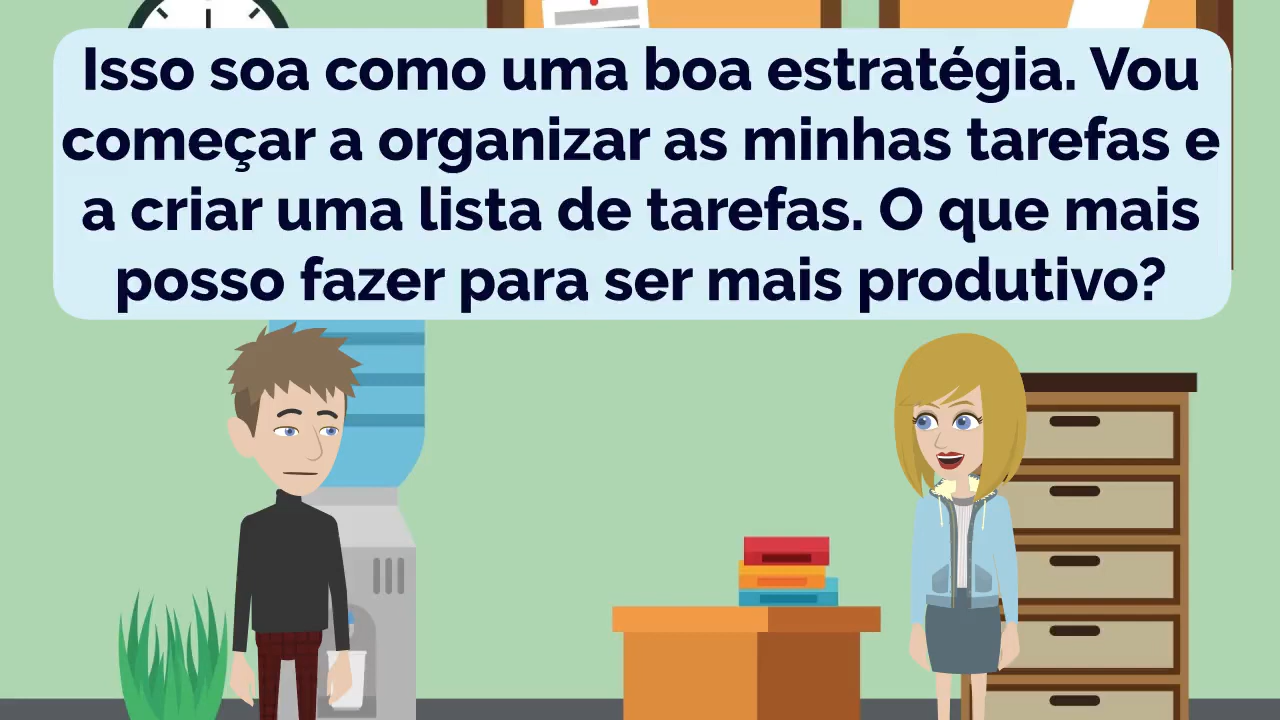 Isso soa como uma boa estratégia. Vou
começar a organizar as minhas tarefas e
a criar uma lista de tarefas. O que mais
posso fazer para ser mais produtivo?